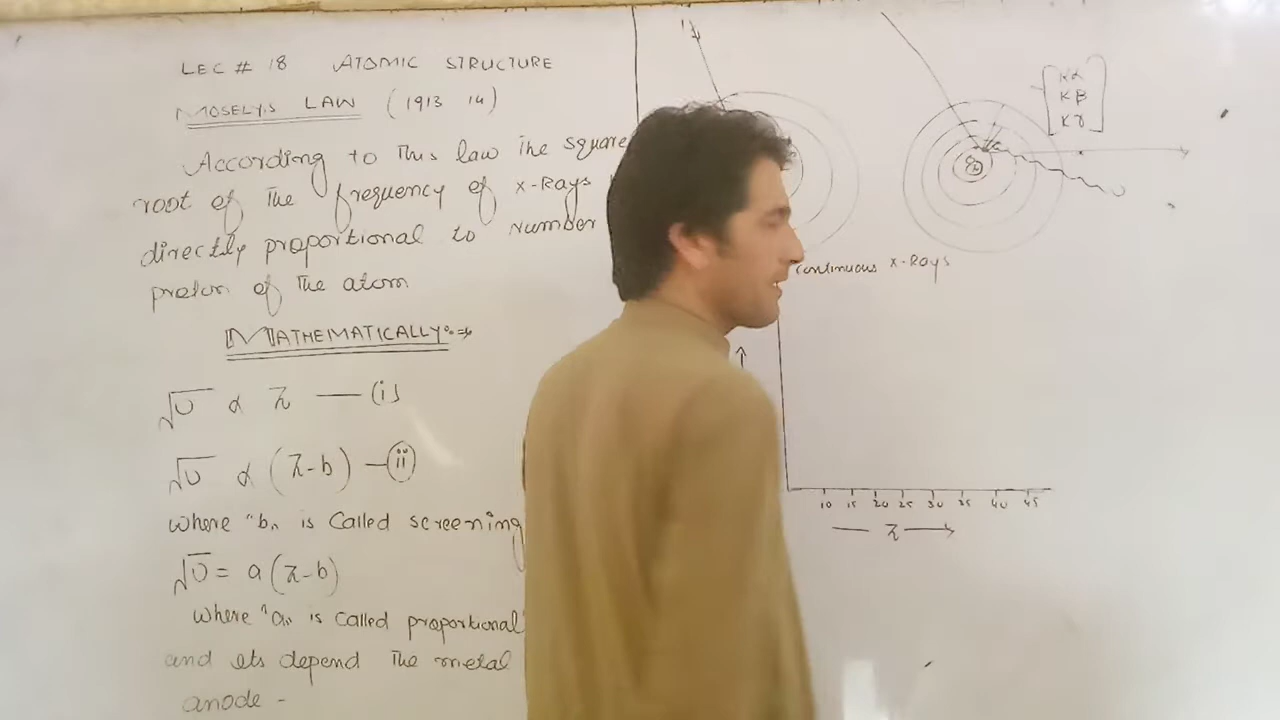 LEC # 18 ATOMIC STRUCTURE
MOSELY,S LAW (1913 14)
According to This law the square
root of The frequency of x-Rays
directly proportional to number
proton of The atom
MATHEMATICALLY:⇒
√υ ∝ Z — (i)
√υ ∝ (Z-b) — (ii)
where "b" is called screening
√υ = a(Z-b)
where "a" is called proportional
and its depend The metal
anode -
Kα
Kβ
Kγ
continuous x-Rays
10 15 20 25 30 35 40 45
— Z →